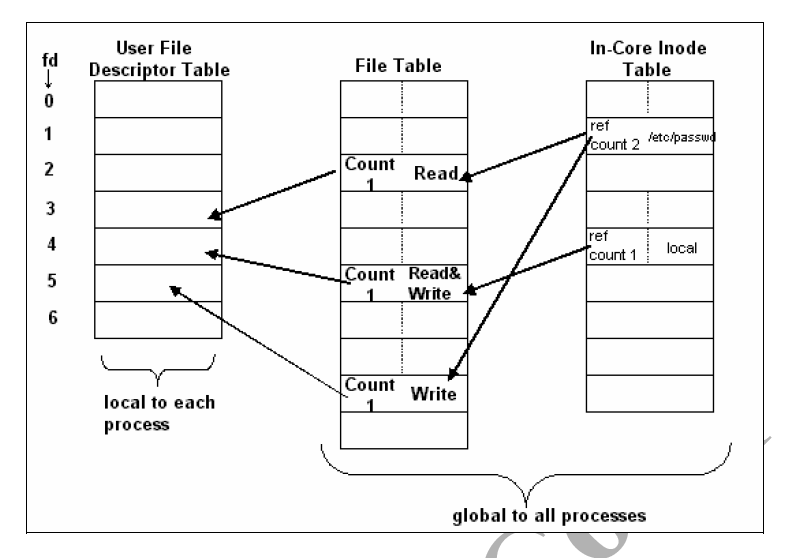 fd
0
1
2
3
4
5
6
User File
Descriptor Table
local to each
process
File Table
Count
1
Read
Count
1
Read&
Write
Count
1
Write
In-Core Inode
Table
ref
count 2
/etc/passwd
ref
count 1
local
global to all processes